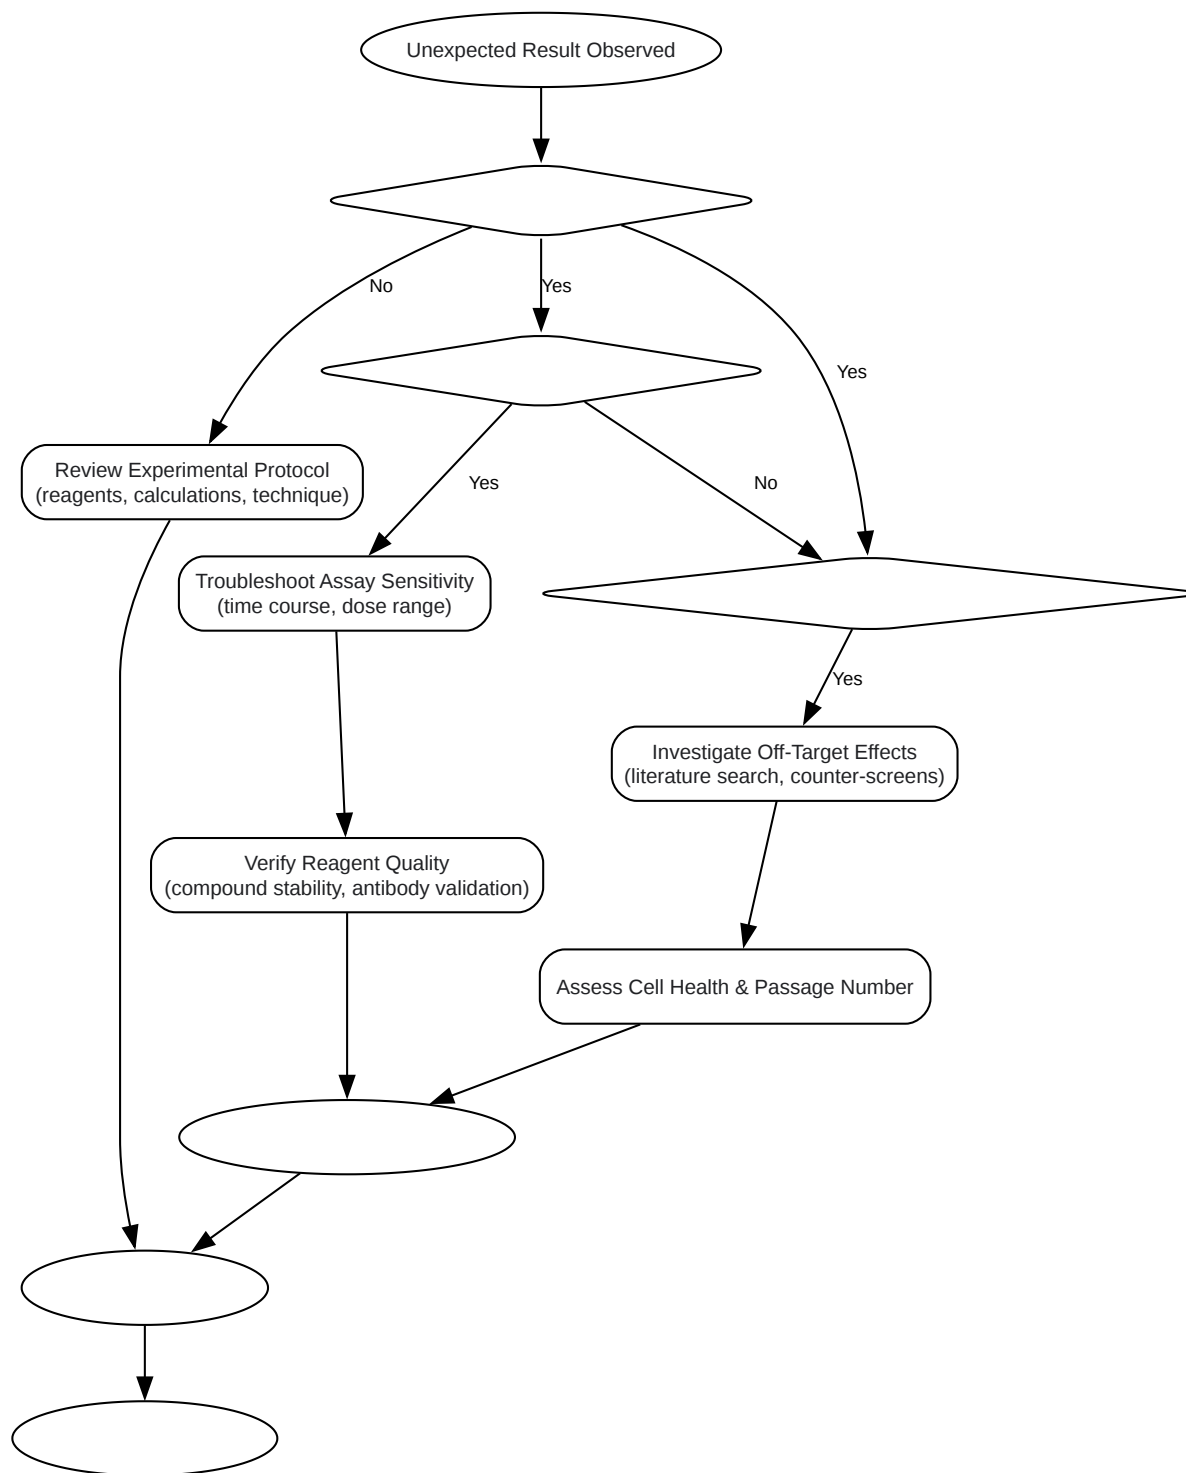 Unexpected Result Observed
No
Yes
Yes
Review Experimental Protocol
(reagents, calculations, technique)
Yes
No
Troubleshoot Assay Sensitivity
(time course, dose range)
Yes
Investigate Off-Target Effects
(literature search, counter-screens)
Verify Reagent Quality
(compound stability, antibody validation)
Assess Cell Health & Passage Number